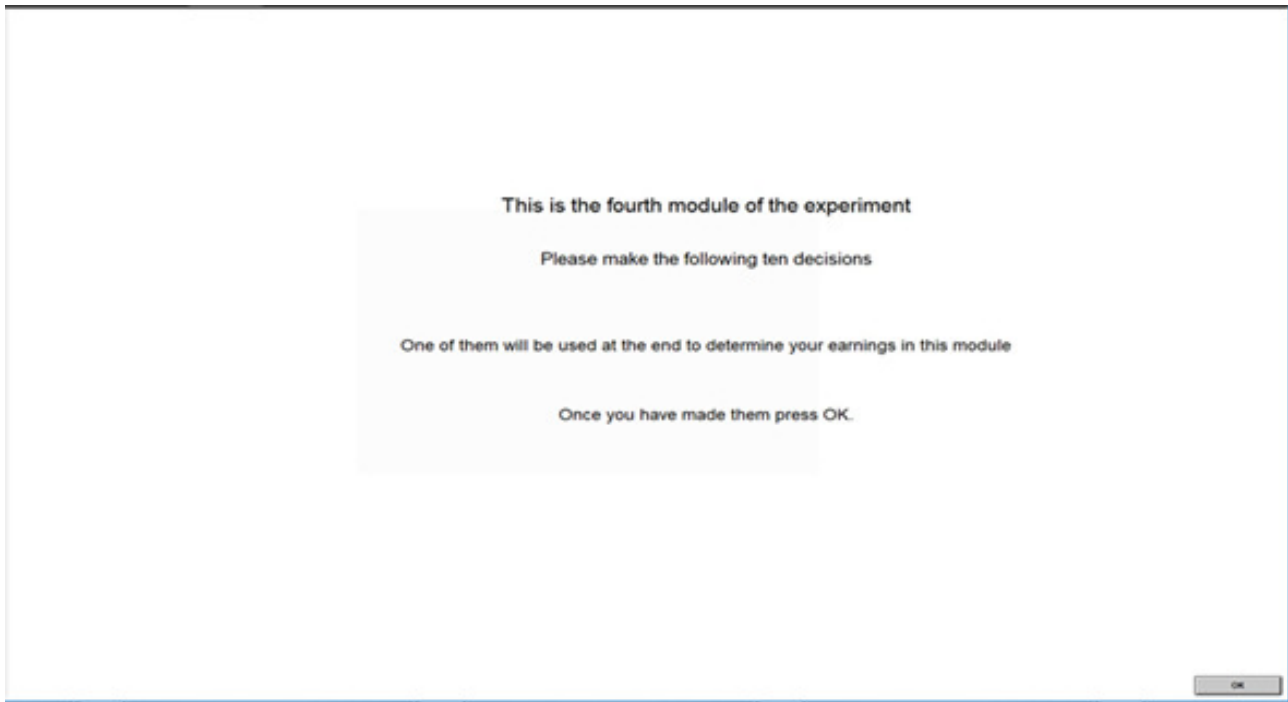 This is the fourth module of the experiment
Please make the following ten decisions
One of them will be used at the end to determine your earnings in this module
Once you have made them press OK.
OK